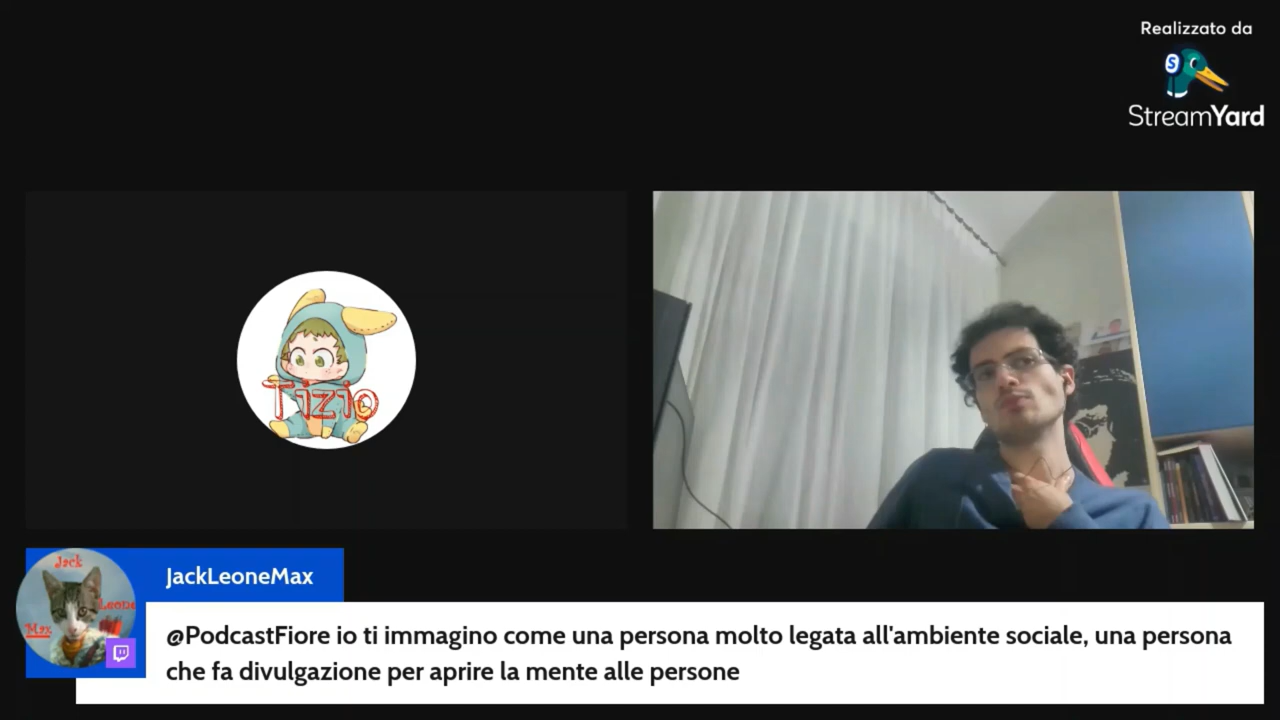 Realizzato da
S
StreamYard
Tizio
Jack
Leone
Max
JackLeoneMax
@PodcastFiore io ti immagino come una persona molto legata all'ambiente sociale, una persona
che fa divulgazione per aprire la mente alle persone